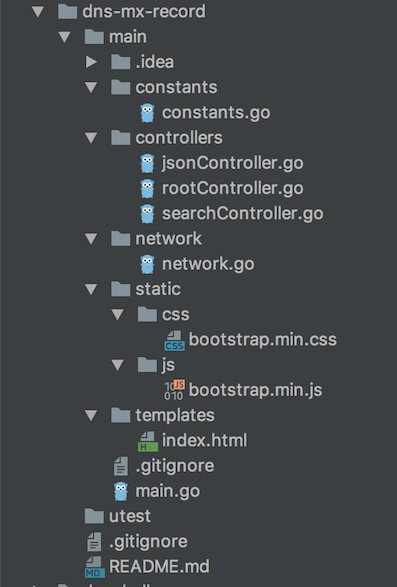 dns-mx-record
main
.idea
constants
constants.go
controllers
jsonController.go
rootController.go
searchController.go
network
network.go
static
css
CSS bootstrap.min.css
js
JS bootstrap.min.js
templates
H index.html
.gitignore
main.go
utest
.gitignore
MD README.md